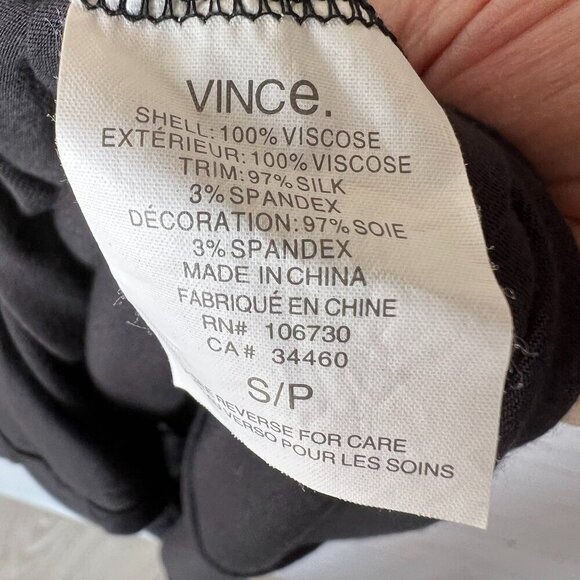 VINCe.
SHELL: 100% VISCOSE
EXTÉRIEUR: 100% VISCOSE
TRIM: 97% SILK
3% SPANDEX
DÉCORATION: 97% SOIE
3% SPANDEX
MADE IN CHINA
FABRIQUÉ EN CHINE
RN# 106730
CA# 34460
S/P
REVERSE FOR CARE
VERSO POUR LES SOINS